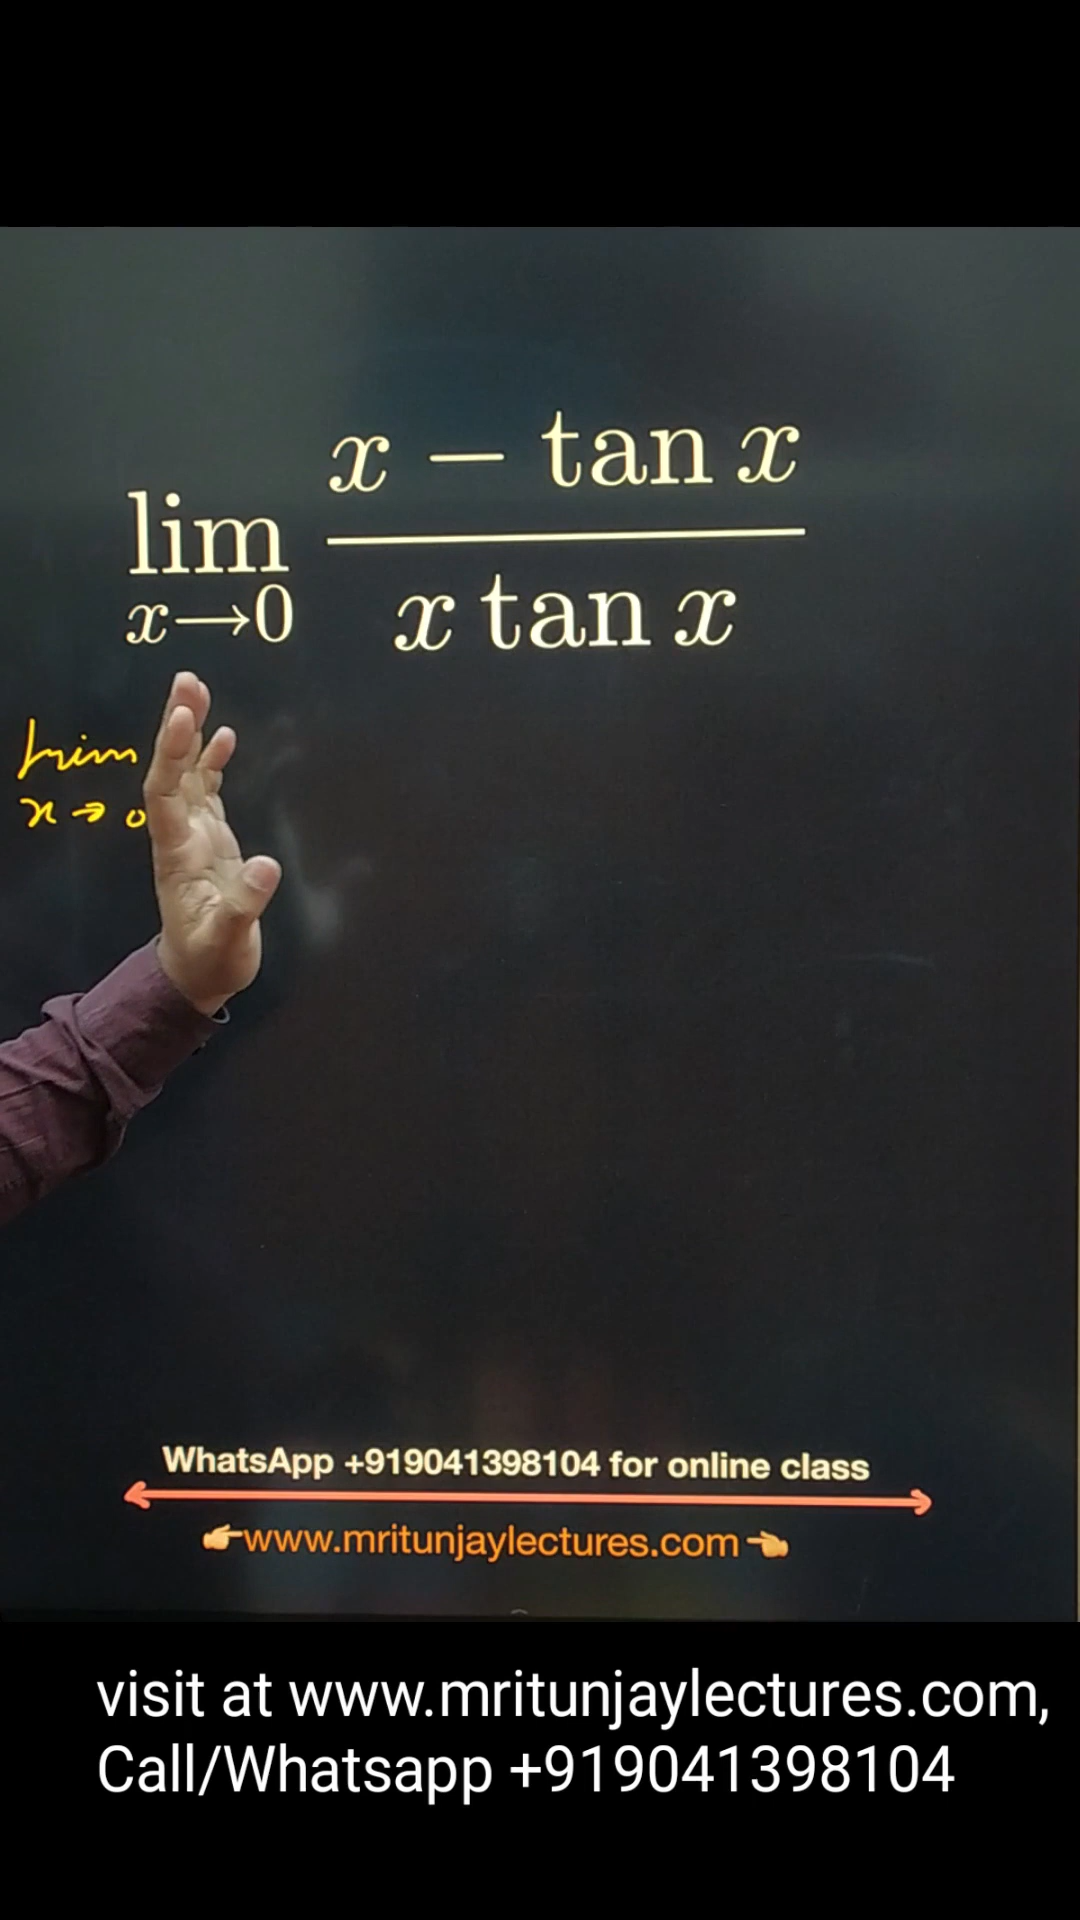 lim x→0 x − tan x / x tan x
lim
x → 0
WhatsApp +919041398104 for online class
www.mritunjaylectures.com
visit at www.mritunjaylectures.com,
Call/Whatsapp +919041398104